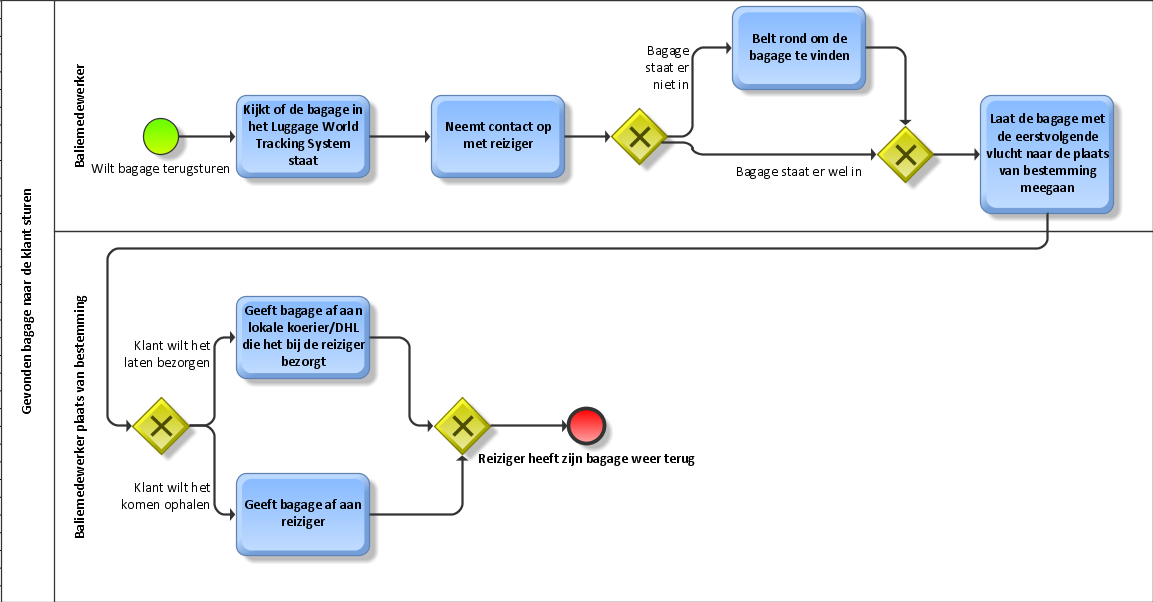 Gevonden bagage naar de klant sturen
Baliemedewerker
Wilt bagage terugsturen
Kijkt of de bagage in
het Luggage World
Tracking System
staat
Neemt contact op
met reiziger
Bagage
staat er
niet in
Belt rond om de
bagage te vinden
Bagage staat er wel in
Laat de bagage met
de eerstvolgende
vlucht naar de plaats
van bestemming
meegaan
Baliemedewerker plaats van bestemming
Klant wilt het
laten bezorgen
Geeft bagage af aan
lokale koerier/DHL
die het bij de reiziger
bezorgt
Klant wilt het
komen ophalen
Geeft bagage af aan
reiziger
Reiziger heeft zijn bagage weer terug